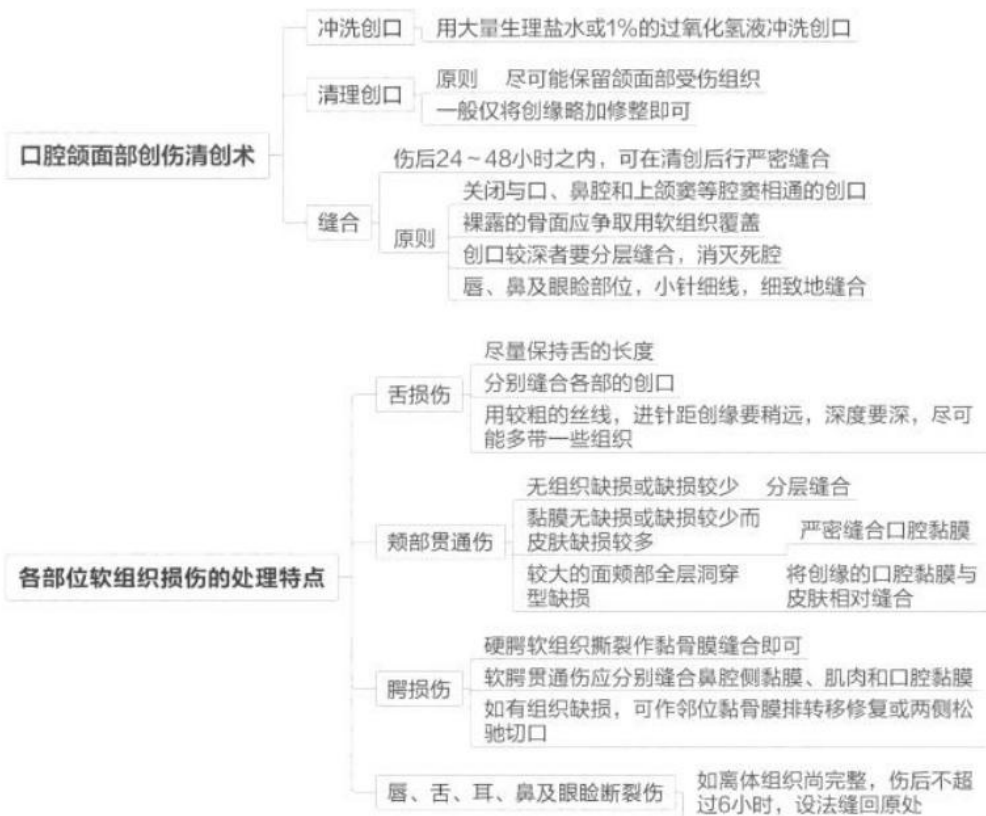 口腔颌面部创伤清创术
冲洗创口
用大量生理盐水或1%的过氧化氢液冲洗创口
清理创口
原则 尽可能保留颌面部受伤组织
一般仅将创缘略加修整即可
缝合
伤后24～48小时之内，可在清创后行严密缝合
原则
关闭与口、鼻腔和上颌窦等腔窦相通的创口
裸露的骨面应争取用软组织覆盖
创口较深者要分层缝合，消灭死腔
唇、鼻及眼睑部位，小针细线，细致地缝合
各部位软组织损伤的处理特点
舌损伤
尽量保持舌的长度
分别缝合各部的创口
用较粗的丝线，进针距创缘要稍远，深度要深，尽可
能多带一些组织
颊部贯通伤
无组织缺损或缺损较少 分层缝合
黏膜无缺损或缺损较少而
皮肤缺损较多
严密缝合口腔黏膜
较大的面颊部全层洞穿
型缺损
将创缘的口腔黏膜与
皮肤相对缝合
腭损伤
硬腭软组织撕裂作黏骨膜缝合即可
软腭贯通伤应分别缝合鼻腔侧黏膜、肌肉和口腔黏膜
如有组织缺损，可作邻位黏骨膜排转移修复或两侧松
驰切口
唇、舌、耳、鼻及眼睑断裂伤
如离体组织尚完整，伤后不超
过6小时，设法缝回原处